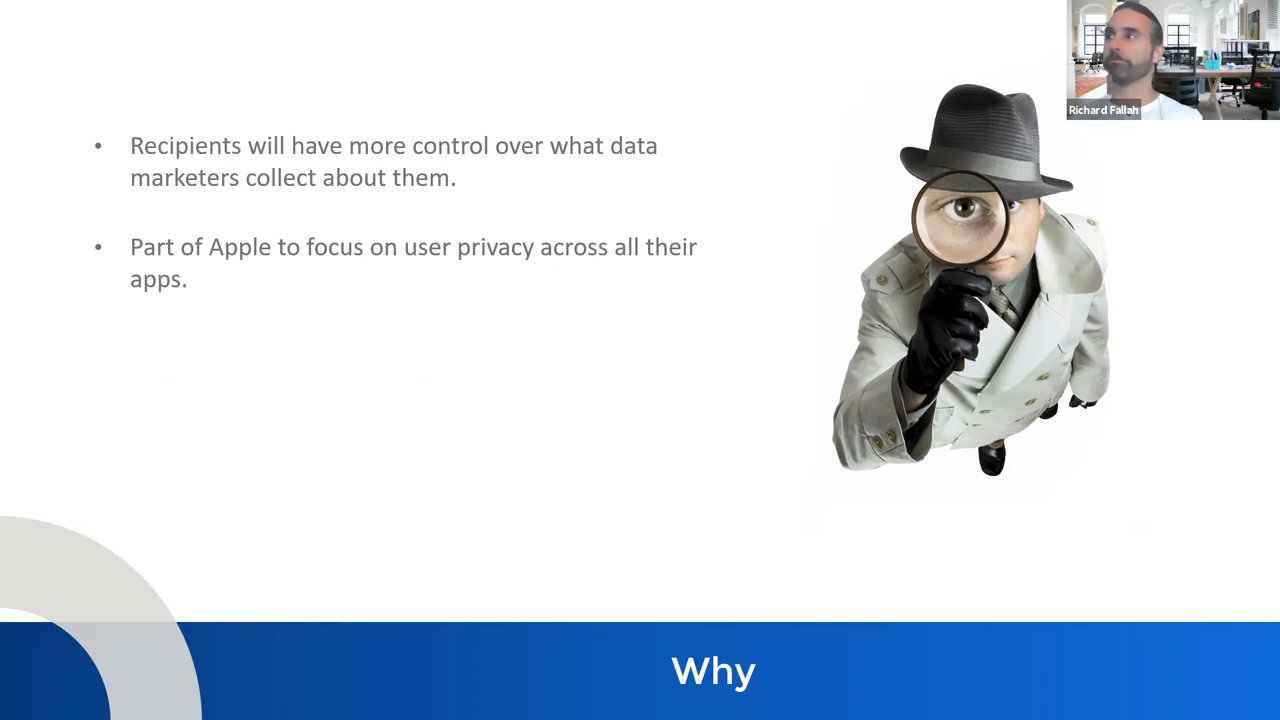 Richard Fallah
• Recipients will have more control over what data
marketers collect about them.
• Part of Apple to focus on user privacy across all their
apps.
Why